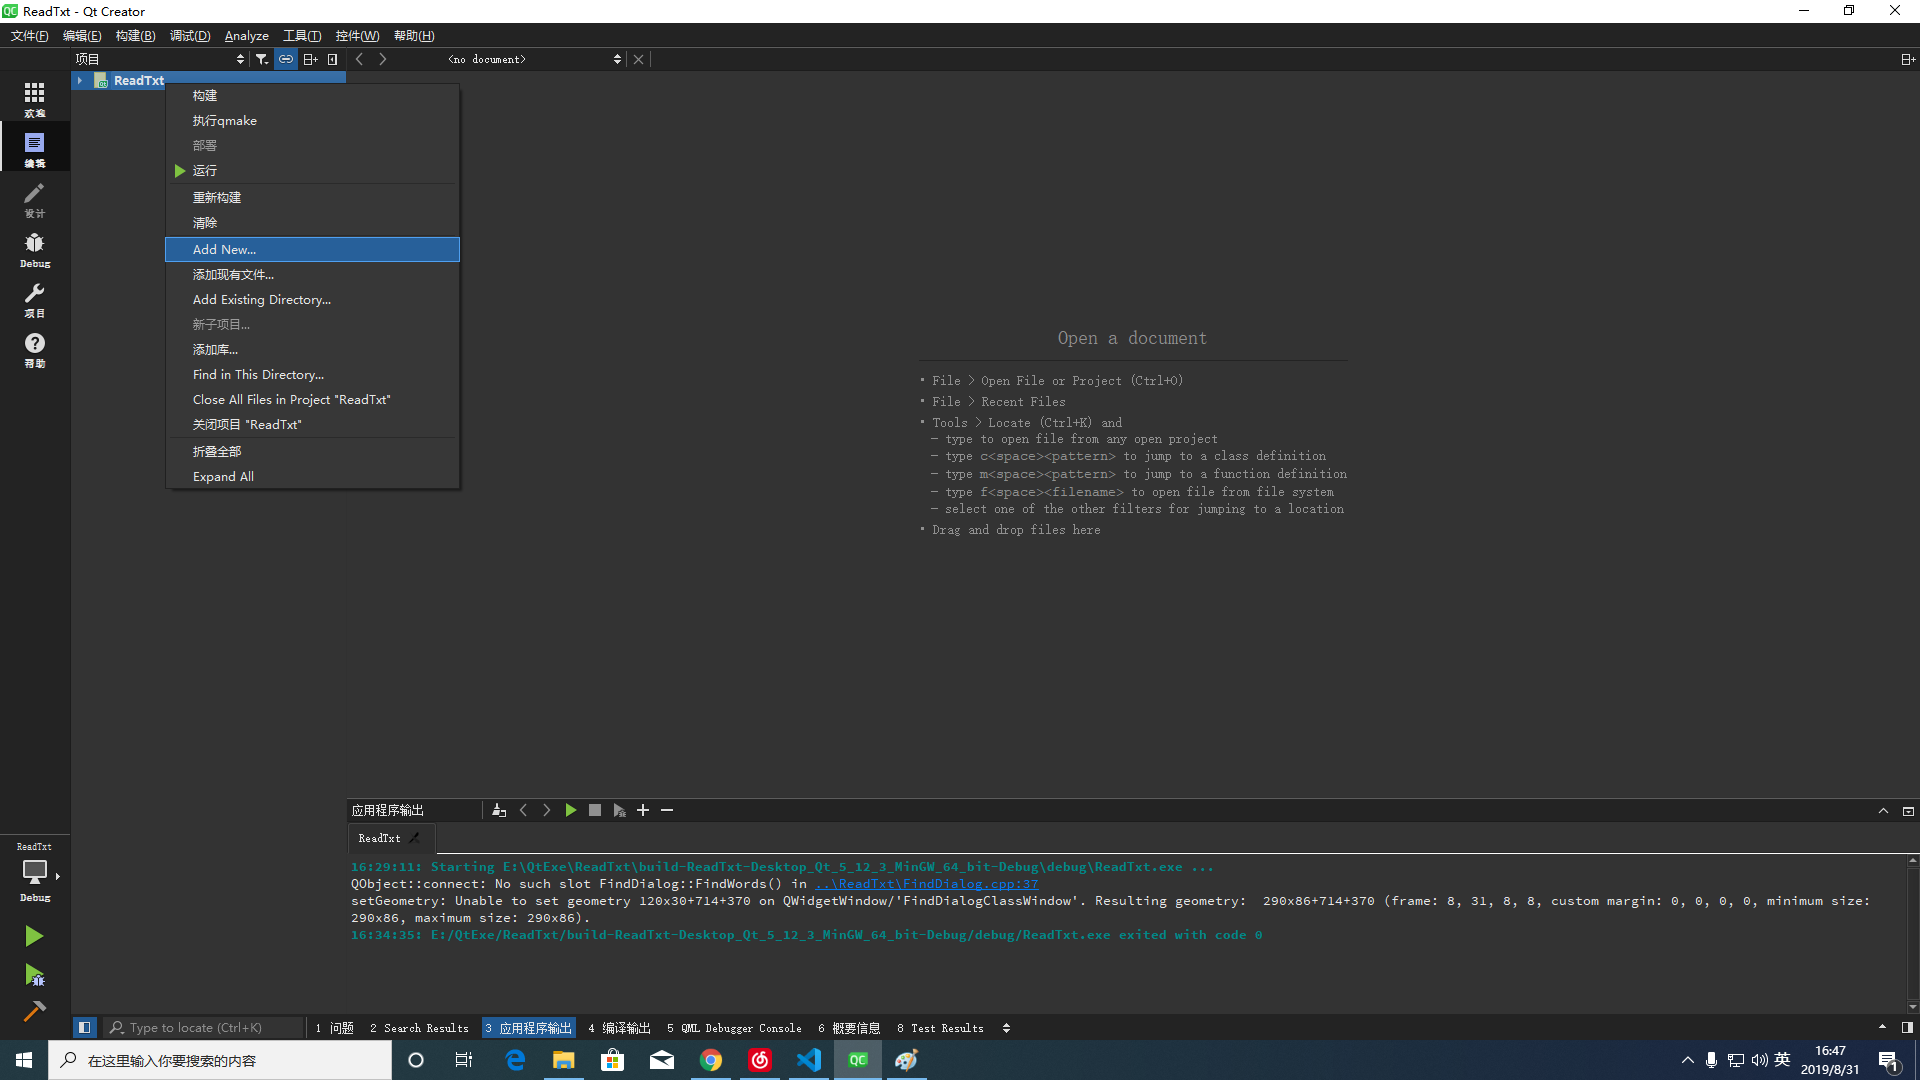 ReadTxt - Qt Creator
文件(F) 编辑(E) 构建(B) 调试(D) Analyze 工具(T) 控件(W) 帮助(H)
项目 <no document>
ReadTxt
欢迎
编辑
设计
Debug
项目
帮助
构建
执行qmake
部署
运行
重新构建
清除
Add New...
添加现有文件...
Add Existing Directory...
新子项目...
添加库...
Find in This Directory...
Close All Files in Project "ReadTxt"
关闭项目 "ReadTxt"
折叠全部
Expand All
Open a document
• File > Open File or Project (Ctrl+O)
• File > Recent Files
• Tools > Locate (Ctrl+K) and
- type to open file from any open project
- type c<space><pattern> to jump to a class definition
- type m<space><pattern> to jump to a function definition
- type f<space><filename> to open file from file system
- select one of the other filters for jumping to a location
• Drag and drop files here
应用程序输出
ReadTxt
16:29:11: Starting E:\QtExe\ReadTxt\build-ReadTxt-Desktop_Qt_5_12_3_MinGW_64_bit-Debug\debug\ReadTxt.exe ...
QObject::connect: No such slot FindDialog::FindWords() in ..\ReadTxt\FindDialog.cpp:37
setGeometry: Unable to set geometry 120x30+714+370 on QWidgetWindow/'FindDialogClassWindow'. Resulting geometry:  290x86+714+370 (frame: 8, 31, 8, 8, custom margin: 0, 0, 0, 0, minimum size:
290x86, maximum size: 290x86).
16:34:35: E:/QtExe/ReadTxt/build-ReadTxt-Desktop_Qt_5_12_3_MinGW_64_bit-Debug/debug/ReadTxt.exe exited with code 0
ReadTxt
Debug
Type to locate (Ctrl+K) 1 问题 2 Search Results 3 应用程序输出 4 编译输出 5 QML Debugger Console 6 概要信息 8 Test Results
在这里输入你要搜索的内容
QC
英
16:47
2019/8/31
1